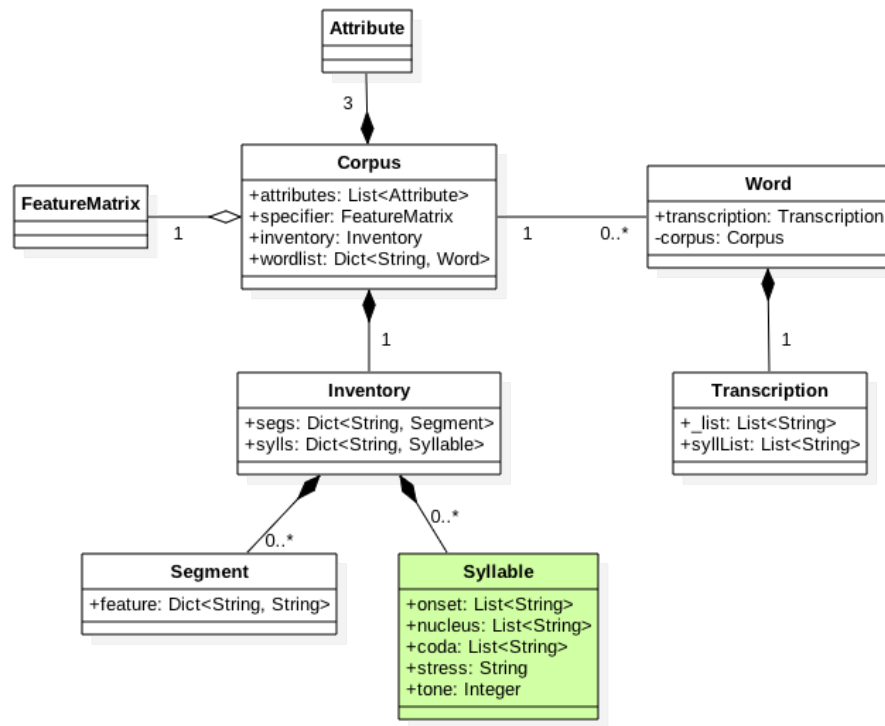 Attribute
3
Corpus
+attributes: List<Attribute>
+specifier: FeatureMatrix
+inventory: Inventory
+wordlist: Dict<String, Word>
FeatureMatrix
1
1
0..*
Word
+transcription: Transcription
-corpus: Corpus
1
1
Inventory
+segs: Dict<String, Segment>
+sylls: Dict<String, Syllable>
Transcription
+_list: List<String>
+syllList: List<String>
0..*
0..*
Segment
+feature: Dict<String, String>
Syllable
+onset: List<String>
+nucleus: List<String>
+coda: List<String>
+stress: String
+tone: Integer